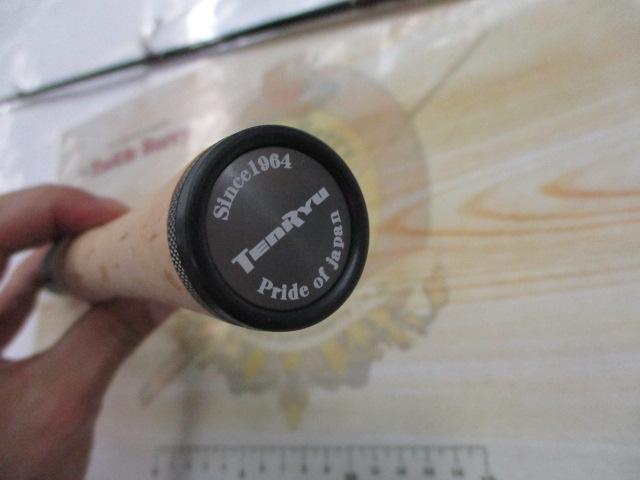 Since1964
TENRYU
Pride of japan